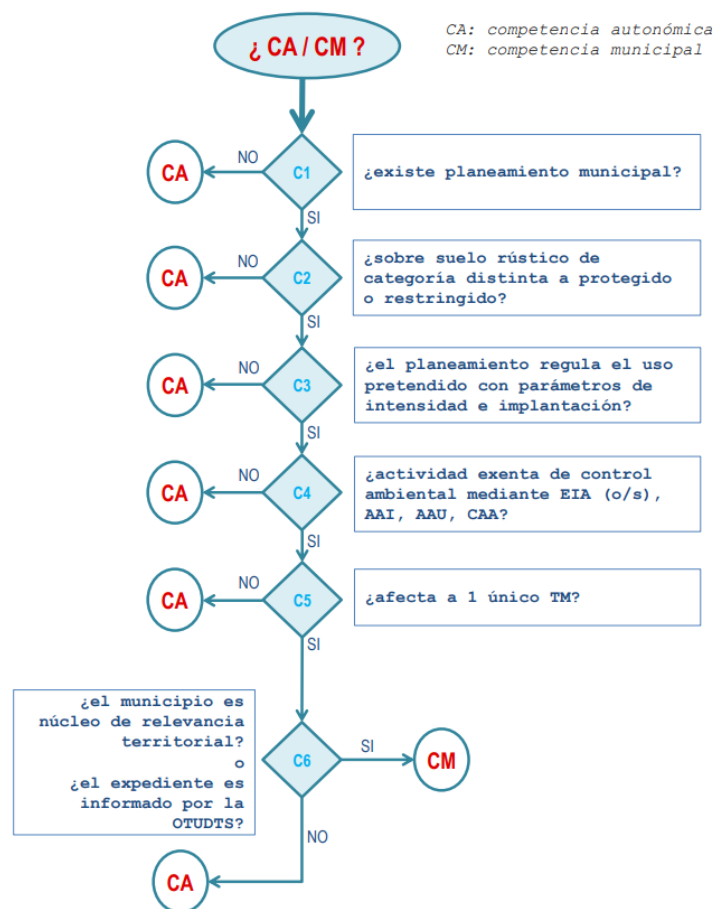 ¿ CA / CM ?
CA: competencia autonómica
CM: competencia municipal
NO
CA
C1
¿existe planeamiento municipal?
SI
NO
CA
C2
¿sobre suelo rústico de
categoría distinta a protegido
o restringido?
SI
NO
CA
C3
¿el planeamiento regula el uso
pretendido con parámetros de
intensidad e implantación?
SI
NO
CA
C4
¿actividad exenta de control
ambiental mediante EIA (o/s),
AAI, AAU, CAA?
SI
NO
CA
C5
¿afecta a 1 único TM?
SI
¿el municipio es
núcleo de relevancia
territorial?
o
¿el expediente es
informado por la
OTUDTS?
C6
SI
CM
NO
CA